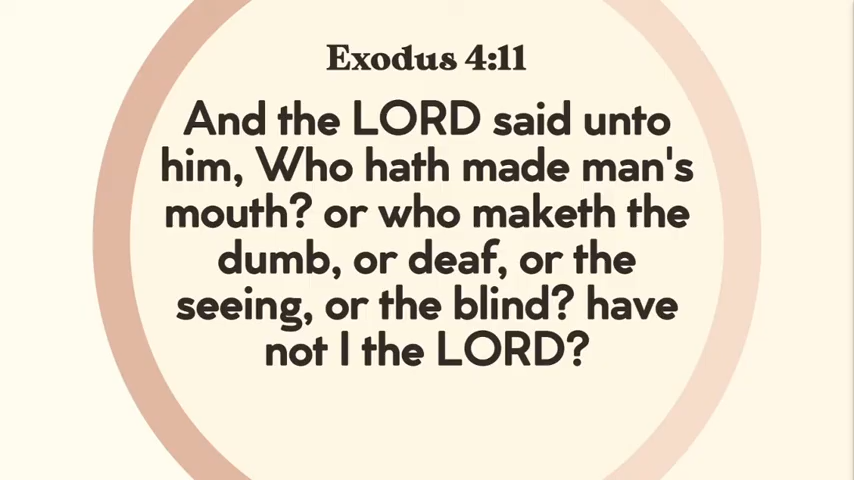 Exodus 4:11
And the LORD said unto
him, Who hath made man's
mouth? or who maketh the
dumb, or deaf, or the
seeing, or the blind? have
not I the LORD?